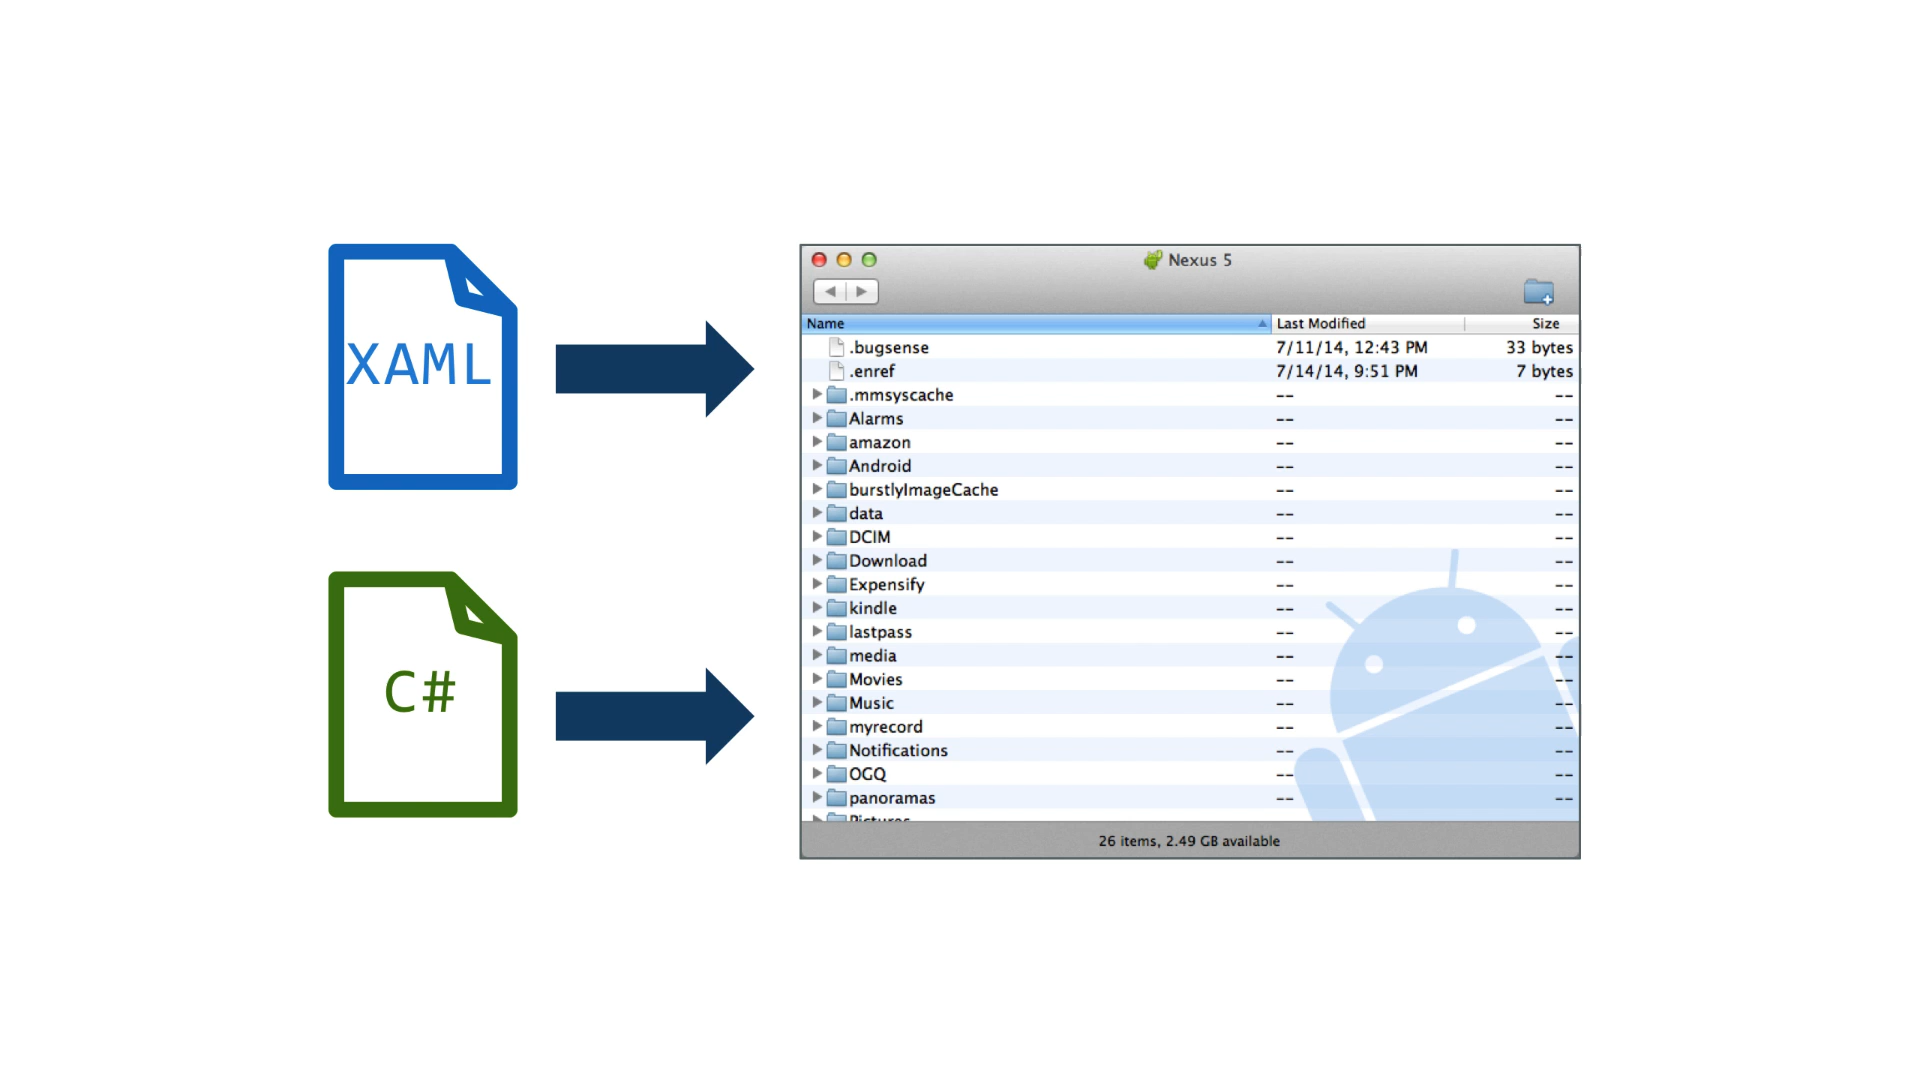 XAML
C#
Nexus 5
Name Last Modified Size
.bugsense 7/11/14, 12:43 PM 33 bytes
.enref 7/14/14, 9:51 PM 7 bytes
.mmsyscache -- --
Alarms -- --
amazon -- --
Android -- --
burstlyImageCache -- --
data -- --
DCIM -- --
Download -- --
Expensify -- --
kindle -- --
lastpass -- --
media -- --
Movies -- --
Music -- --
myrecord -- --
Notifications -- --
OGQ -- --
panoramas -- --
Pictures
26 items, 2.49 GB available